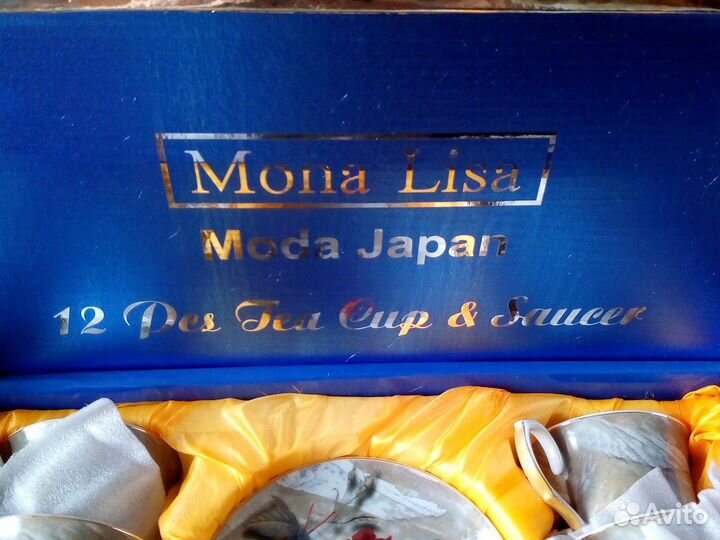 Mona Lisa
Moda Japan
12 Pcs Tea Cup & Saucer
Avito